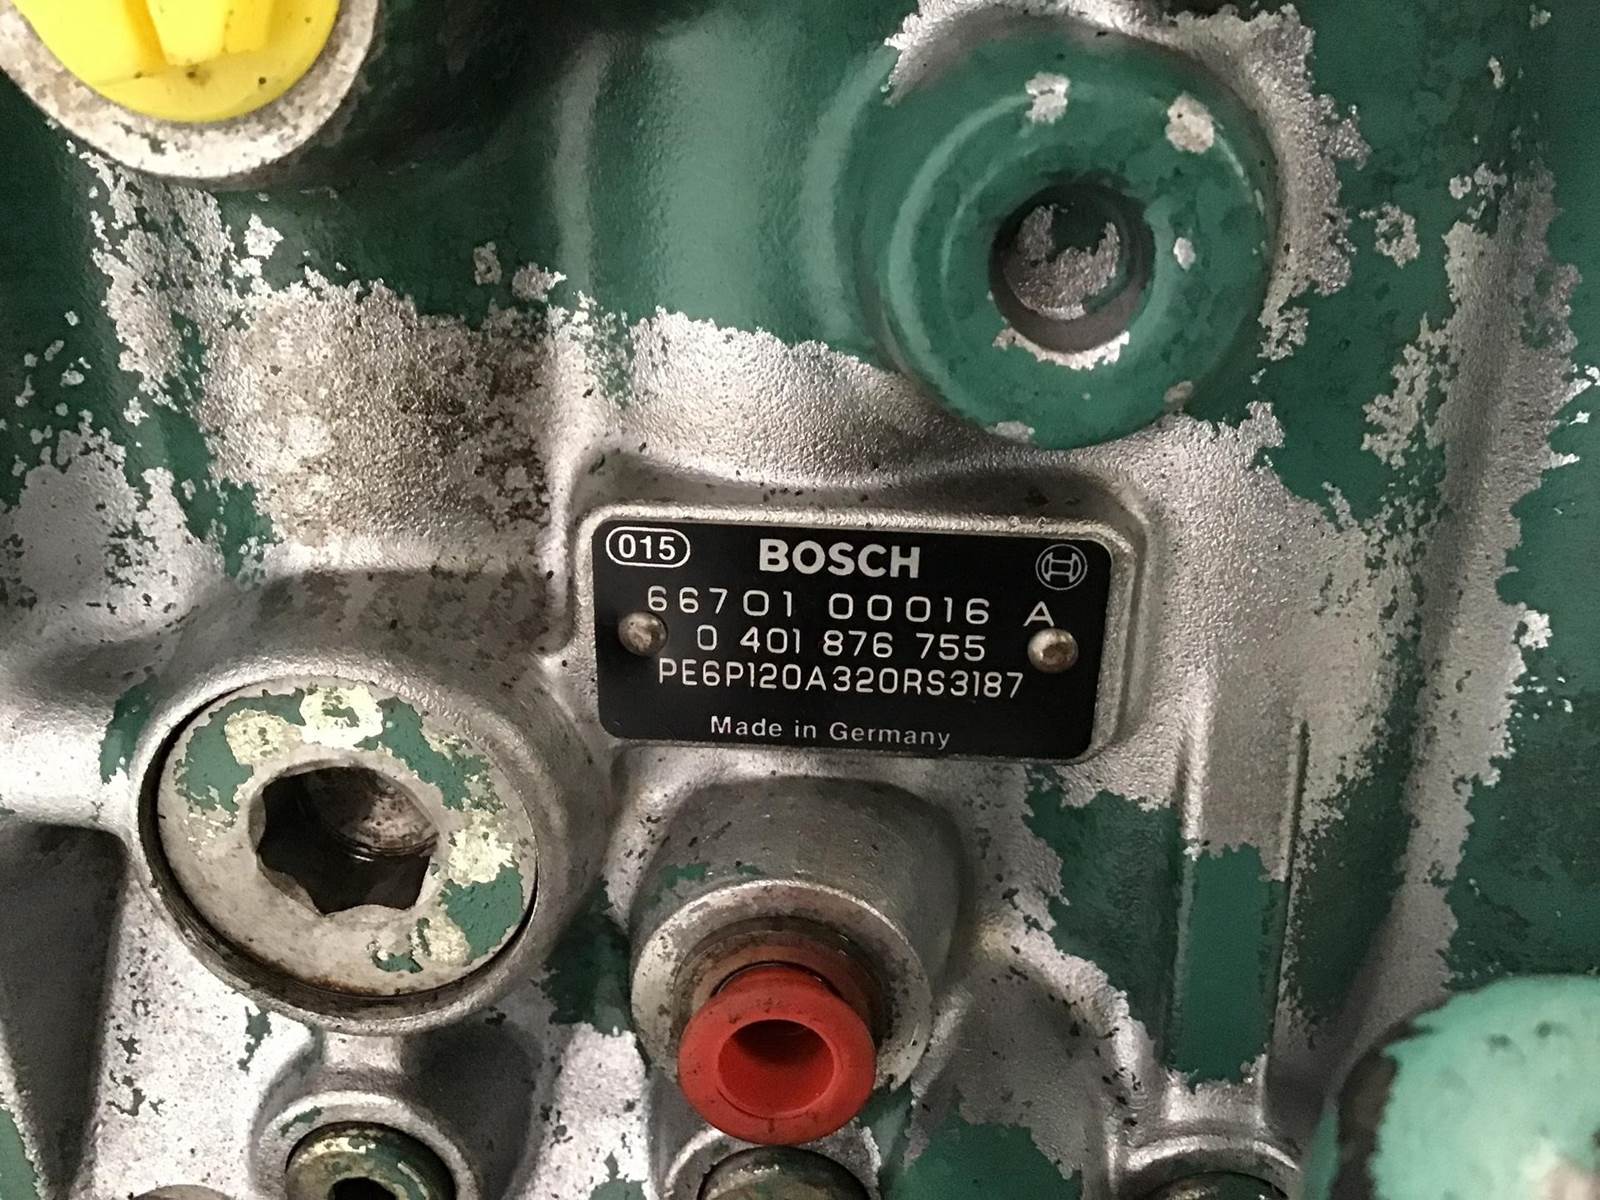 015 BOSCH
66701 00016 A
0 401 876 755
PE6P120A320RS3187
Made in Germany